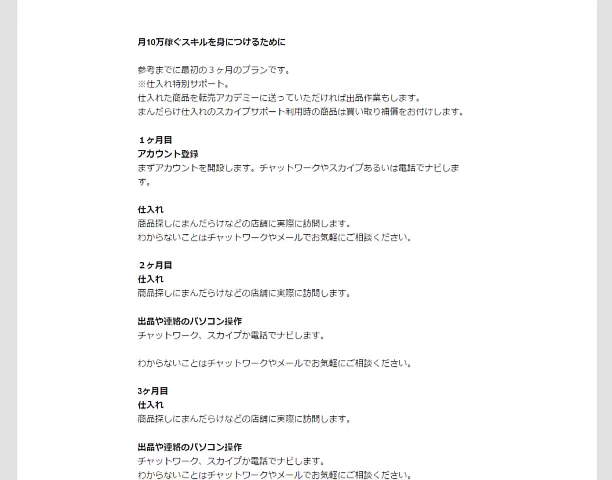 月10万稼ぐスキルを身につけるために
参考までに最初の３ヶ月のプランです。
※仕入れ特別サポート。
仕入れた商品を転売アカデミーに送っていただければ出品作業もします。
まんだらけ仕入れのスカイプサポート利用時の商品は買い取り補償をお付けします。
１ヶ月目
アカウント登録
まずアカウントを開設します。チャットワークやスカイプあるいは電話でナビしま
す。
仕入れ
商品探しにまんだらけなどの店舗に実際に訪問します。
わからないことはチャットワークやメールでお気軽にご相談ください。
２ヶ月目
仕入れ
商品探しにまんだらけなどの店舗に実際に訪問します。
出品や連絡のパソコン操作
チャットワーク、スカイプか電話でナビします。
わからないことはチャットワークやメールでお気軽にご相談ください。
3ヶ月目
仕入れ
商品探しにまんだらけなどの店舗に実際に訪問します。
出品や連絡のパソコン操作
チャットワーク、スカイプか電話でナビします。
わからないことはチャットワークやメールでお気軽にご相談ください。